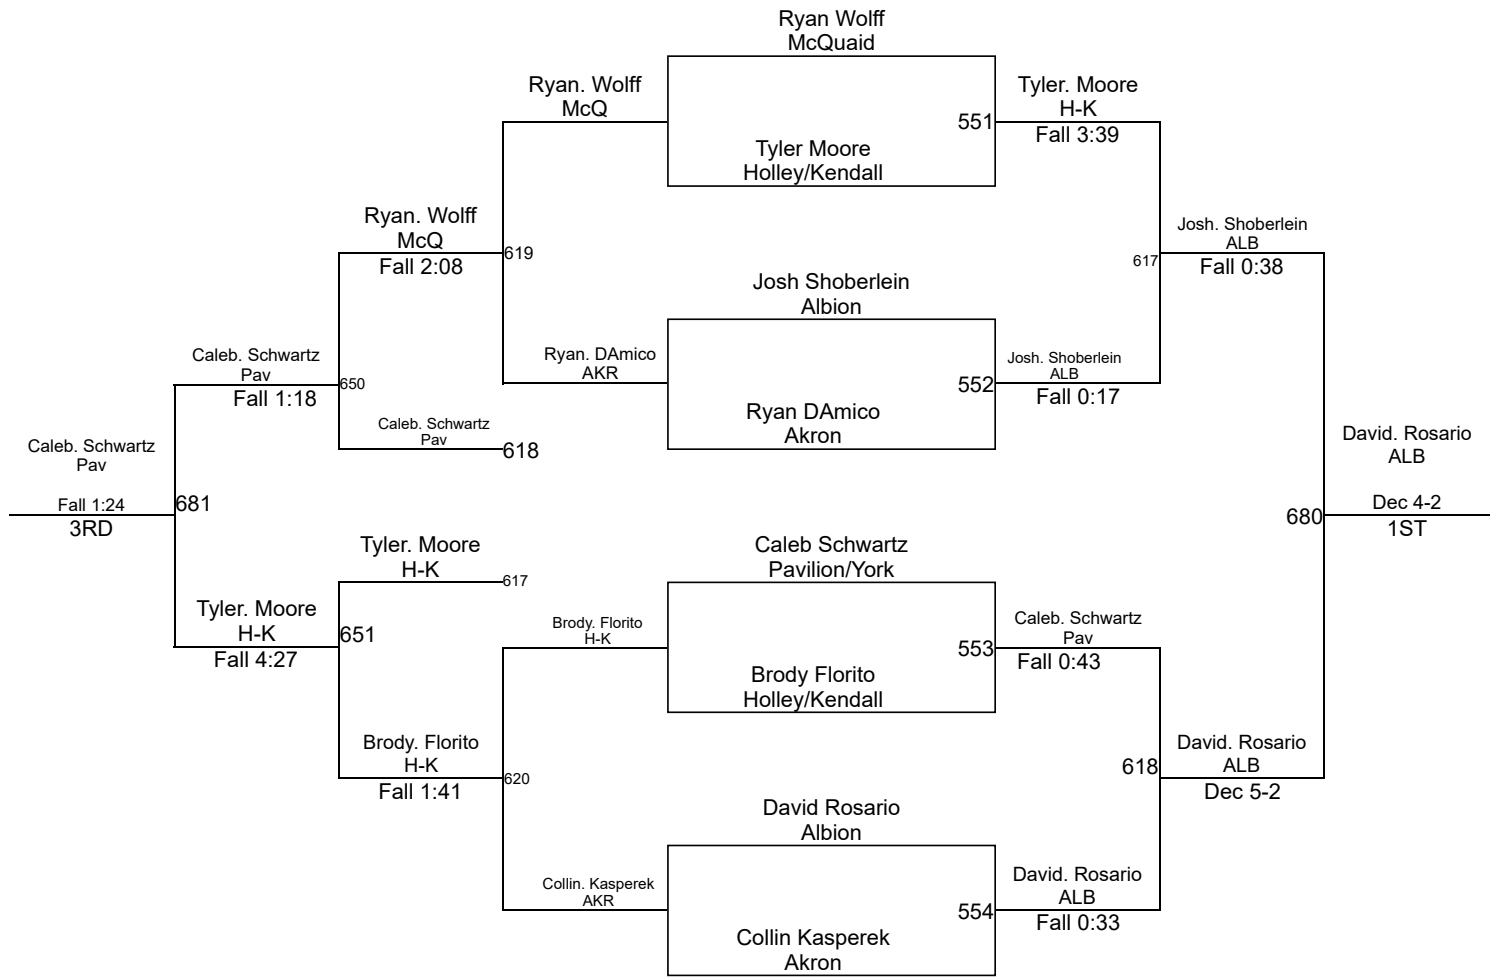 Ryan Wolff
McQuaid
Ryan. Wolff
McQ
Tyler. Moore
H-K
551
Fall 3:39
Tyler Moore
Holley/Kendall
Ryan. Wolff
McQ
Fall 2:08
619
Josh. Shoberlein
ALB
617
Fall 0:38
Josh Shoberlein
Albion
Ryan. DAmico
AKR
Josh. Shoberlein
ALB
552
Fall 0:17
Ryan DAmico
Akron
Caleb. Schwartz
Pav
650
Fall 1:18
Caleb. Schwartz
Pav
618
Caleb. Schwartz
Pav
Fall 1:24
681
3RD
David. Rosario
ALB
Dec 4-2
680
1ST
Tyler. Moore
H-K
617
Caleb Schwartz
Pavilion/York
Tyler. Moore
H-K
651
Fall 4:27
Brody. Florito
H-K
Caleb. Schwartz
Pav
553
Fall 0:43
Brody Florito
Holley/Kendall
Brody. Florito
H-K
620
Fall 1:41
618
David. Rosario
ALB
Dec 5-2
David Rosario
Albion
Collin. Kasperek
AKR
David. Rosario
ALB
554
Fall 0:33
Collin Kasperek
Akron